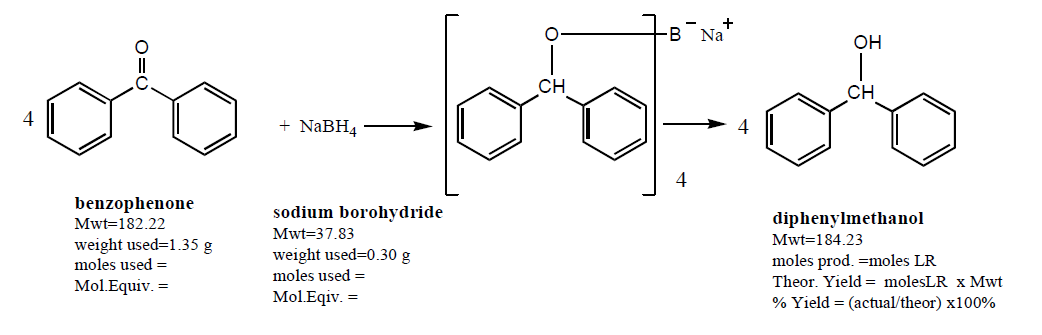 O
C
4
+ NaBH4
O
B - Na+
CH
4
4
OH
CH
benzophenone
Mwt=182.22
weight used=1.35 g
moles used =
Mol.Equiv. =
sodium borohydride
Mwt=37.83
weight used=0.30 g
moles used =
Mol.Eqiv. =
diphenylmethanol
Mwt=184.23
moles prod. =moles LR
Theor. Yield = molesLR x Mwt
% Yield = (actual/theor) x100%